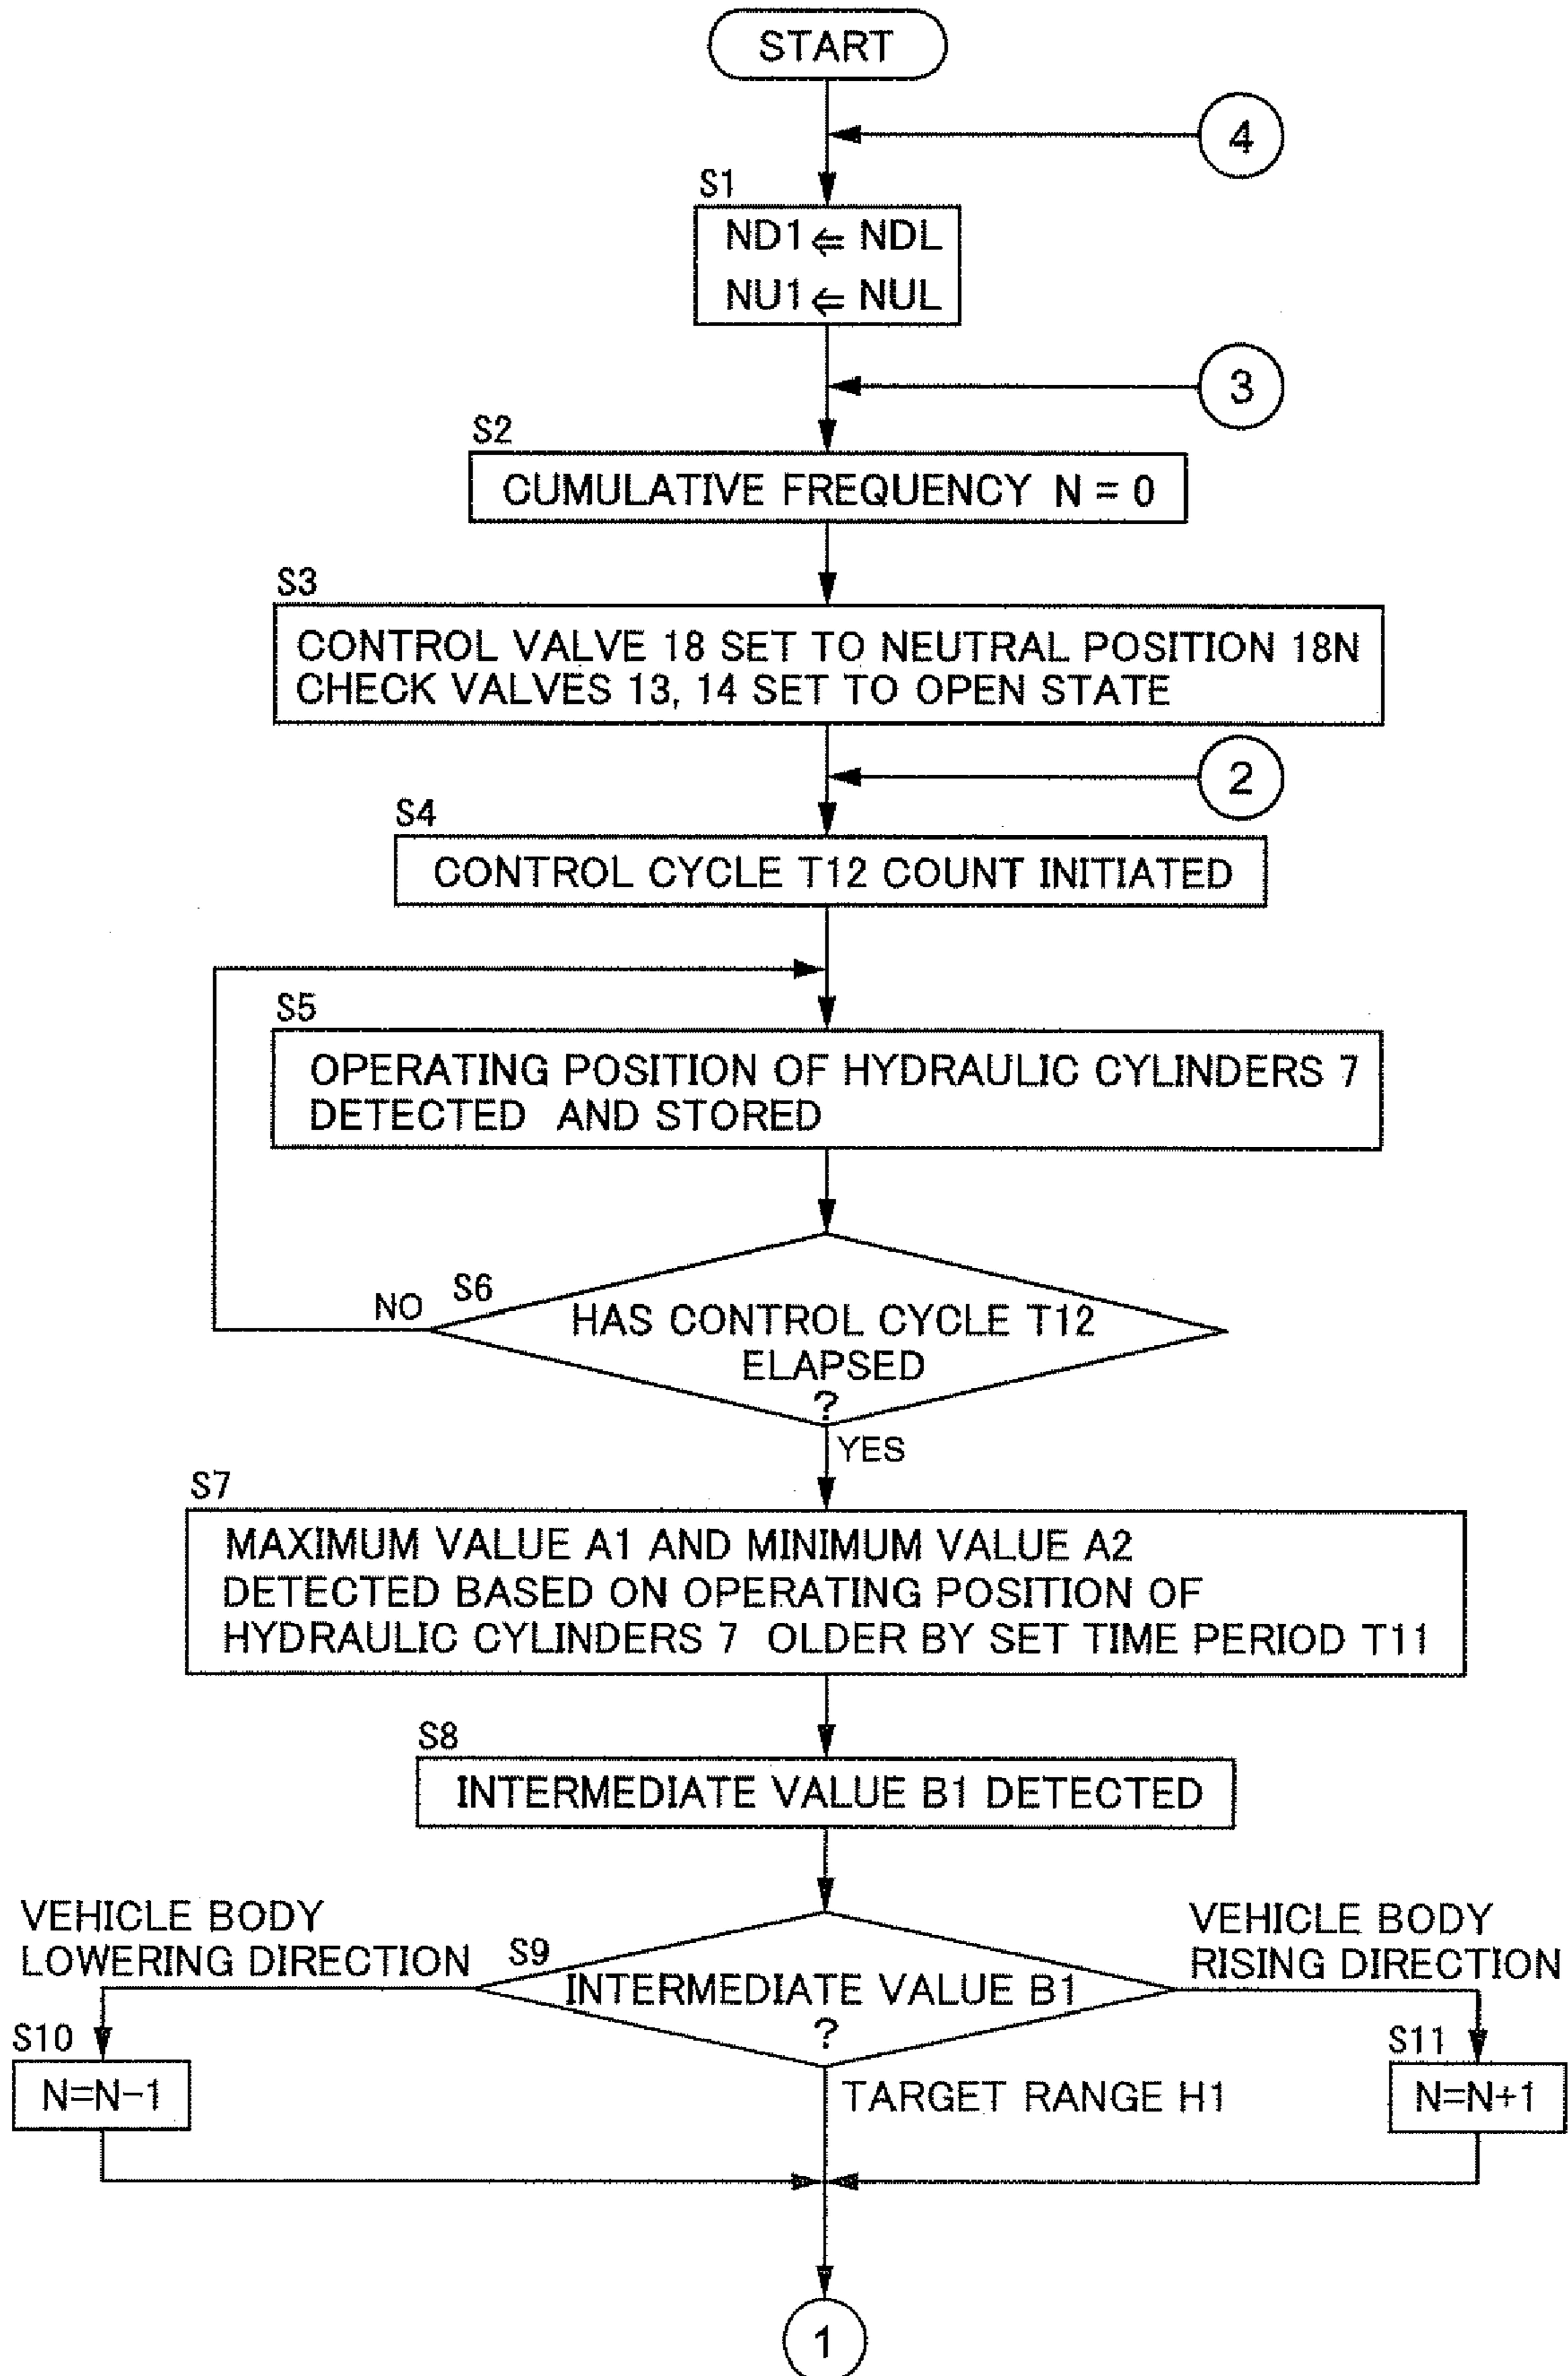 START
4
S1
ND1 ⇐ NDL
NU1 ⇐ NUL
3
S2
CUMULATIVE FREQUENCY N = 0
S3
CONTROL VALVE 18 SET TO NEUTRAL POSITION 18N
CHECK VALVES 13, 14 SET TO OPEN STATE
2
S4
CONTROL CYCLE T12 COUNT INITIATED
S5
OPERATING POSITION OF HYDRAULIC CYLINDERS 7
DETECTED AND STORED
S6
NO
HAS CONTROL CYCLE T12
ELAPSED
?
YES
S7
MAXIMUM VALUE A1 AND MINIMUM VALUE A2
DETECTED BASED ON OPERATING POSITION OF
HYDRAULIC CYLINDERS 7 OLDER BY SET TIME PERIOD T11
S8
INTERMEDIATE VALUE B1 DETECTED
VEHICLE BODY
LOWERING DIRECTION
S9
INTERMEDIATE VALUE B1
?
VEHICLE BODY
RISING DIRECTION
S10
N=N-1
TARGET RANGE H1
S11
N=N+1
1